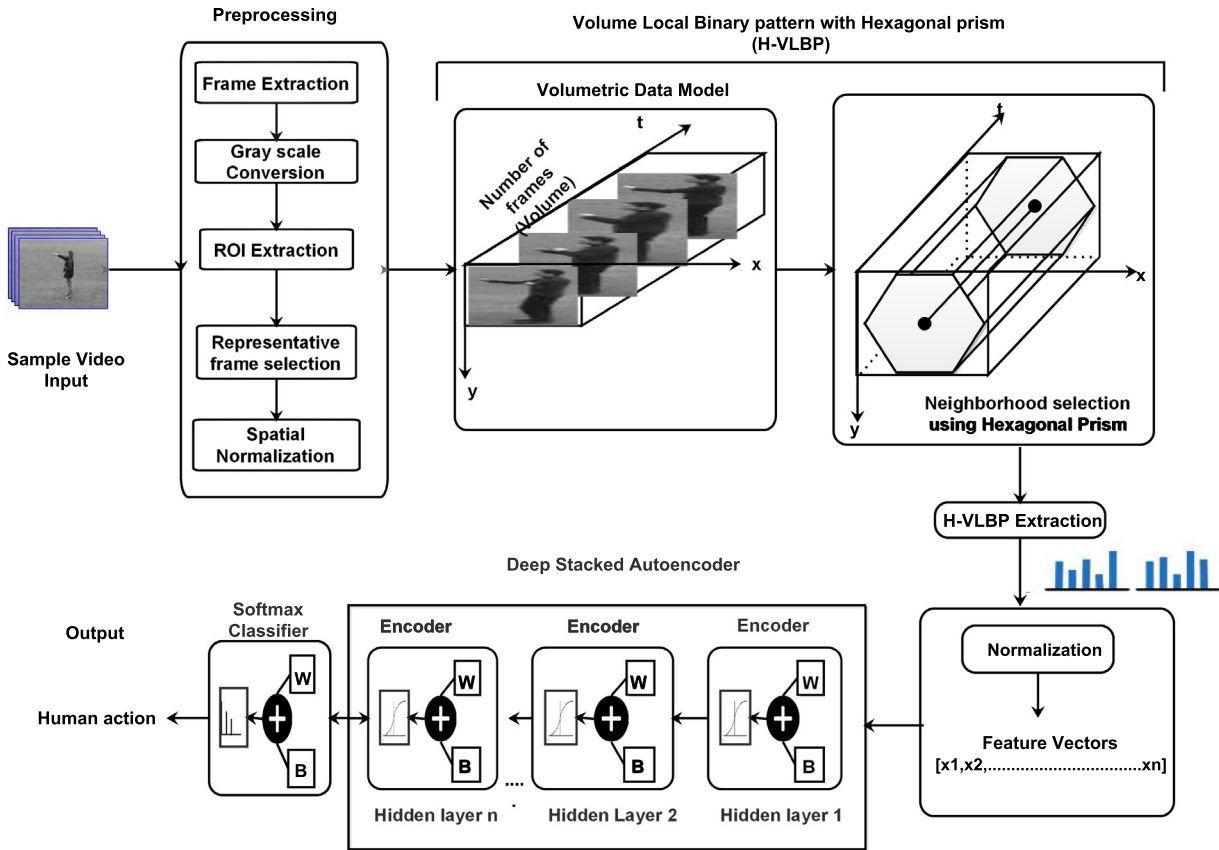 Preprocessing
Frame Extraction
Gray scale
Conversion
ROI Extraction
Representative
frame selection
Spatial
Normalization
Sample Video
Input
Volume Local Binary pattern with Hexagonal prism
(H-VLBP)
Volumetric Data Model
t
Number of
frames
(Volume)
x
y
t
x
y
Neighborhood selection
using Hexagonal Prism
H-VLBP Extraction
Normalization
Feature Vectors
[x1,x2,................................xn]
Deep Stacked Autoencoder
Encoder
W
B
Hidden layer 1
Encoder
W
B
Hidden Layer 2
....
.
Encoder
W
B
Hidden layer n
Softmax
Classifier
W
B
Output
Human action